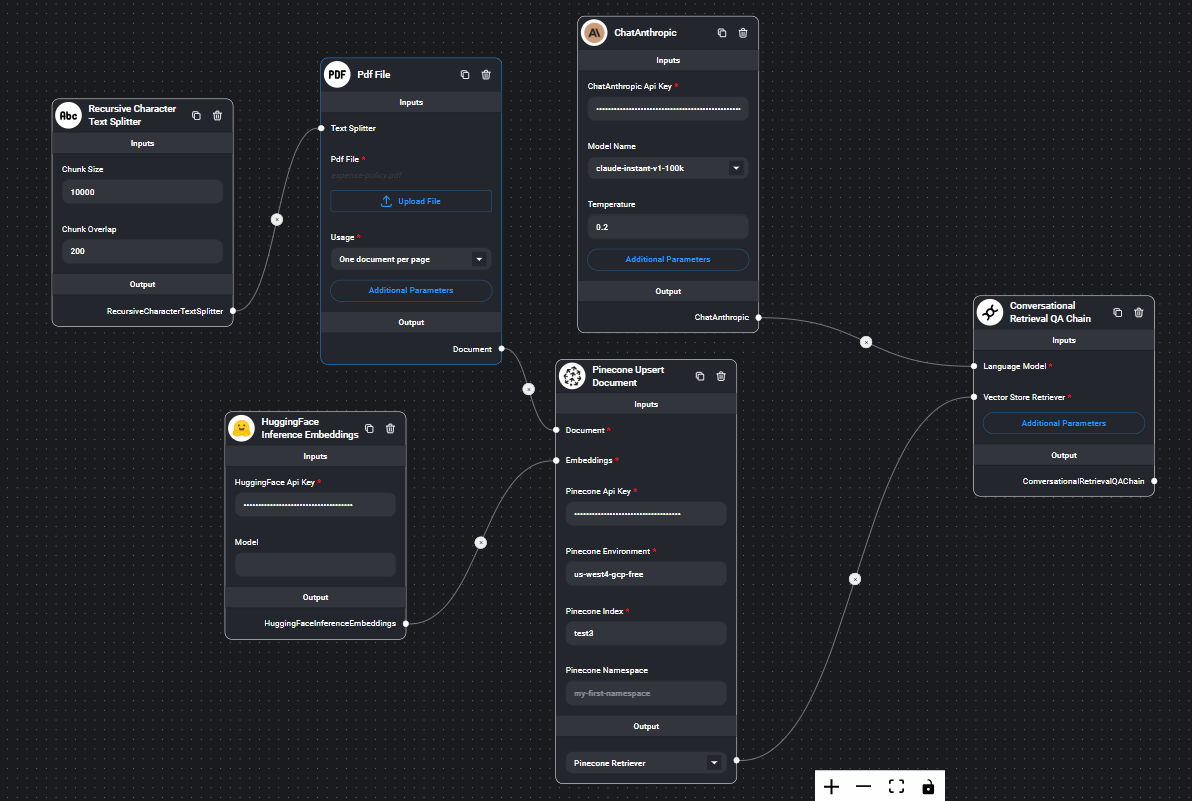 Abc
Recursive Character
Text Splitter
Inputs
Chunk Size
10000
Chunk Overlap
200
Output
RecursiveCharacterTextSplitter
PDF
Pdf File
Inputs
Text Splitter
Pdf File *
expense-policy.pdf
Upload File
Usage *
One document per page
Additional Parameters
Output
Document
HuggingFace
Inference Embeddings
Inputs
HuggingFace Api Key *
Model
Output
HuggingFaceInferenceEmbeddings
ChatAnthropic
Inputs
ChatAnthropic Api Key *
Model Name
claude-instant-v1-100k
Temperature
0.2
Additional Parameters
Output
ChatAnthropic
Pinecone Upsert
Document
Inputs
Document *
Embeddings *
Pinecone Api Key *
Pinecone Environment *
us-west4-gcp-free
Pinecone Index *
test3
Pinecone Namespace
my-first-namespace
Output
Pinecone Retriever
Conversational
Retrieval QA Chain
Inputs
Language Model *
Vector Store Retriever *
Additional Parameters
Output
ConversationalRetrievalQAChain